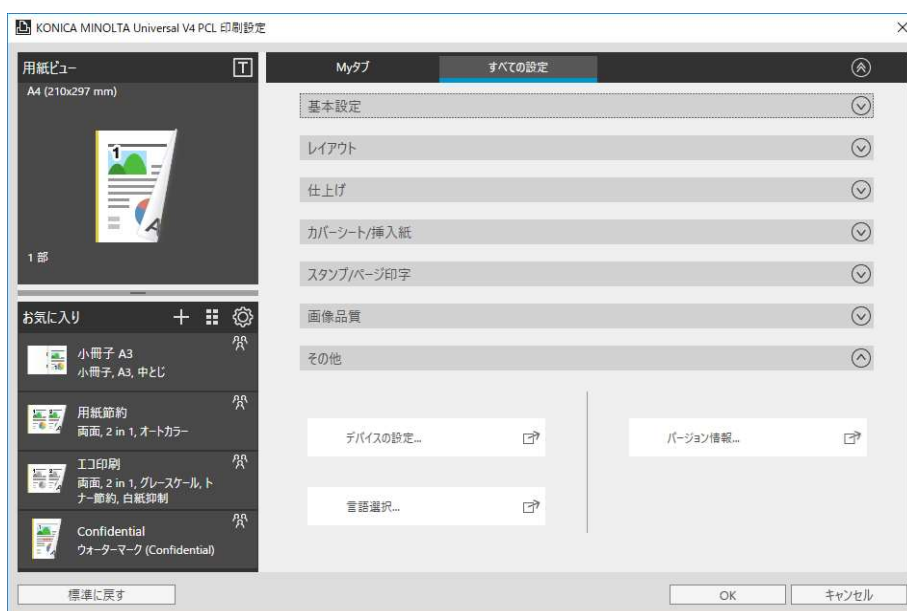 KONICA MINOLTA Universal V4 PCL 印刷設定
用紙ビュー
T
A4 (210x297 mm)
1
A
1 部
お気に入り
小冊子 A3
小冊子, A3, 中とじ
用紙節約
両面, 2 in 1, オートカラー
エコ印刷
両面, 2 in 1, グレースケール, ト
ナー節約, 白紙抑制
Confidential
ウォーターマーク (Confidential)
Myタブ
すべての設定
基本設定
レイアウト
仕上げ
カバーシート/挿入紙
スタンプ/ページ印字
画像品質
その他
デバイスの設定...
バージョン情報...
言語選択...
標準に戻す
OK
キャンセル